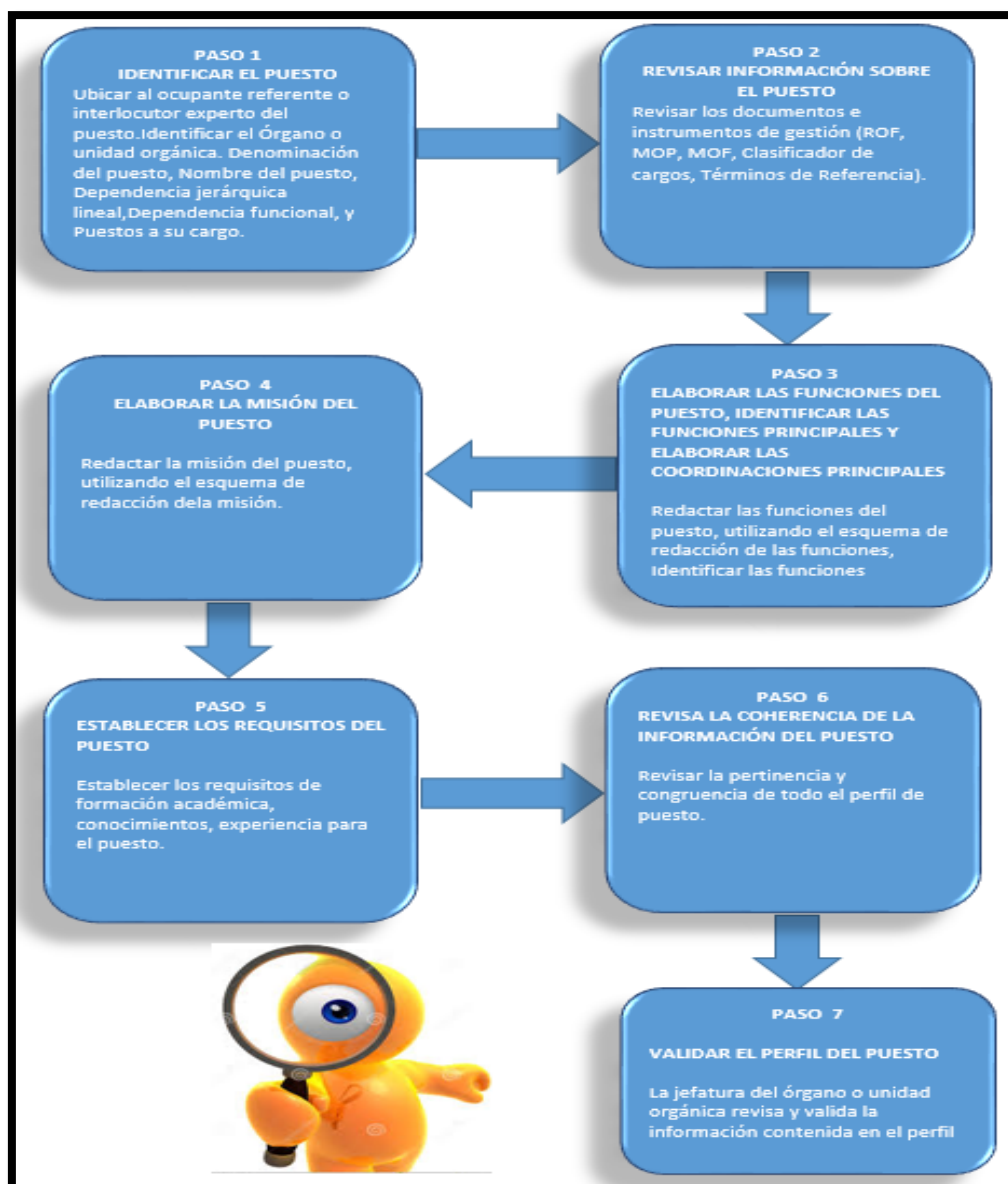 PASO 1
IDENTIFICAR EL PUESTO
Ubicar al ocupante referente o
interlocutor experto del
puesto.Identificar el Órgano o
unidad orgánica. Denominación
del puesto, Nombre del puesto,
Dependencia jerárquica
lineal,Dependencia funcional, y
Puestos a su cargo.
PASO 2
REVISAR INFORMACIÓN SOBRE
EL PUESTO
Revisar los documentos e
instrumentos de gestión (ROF,
MOP, MOF, Clasificador de
cargos, Términos de Referencia).
PASO 3
ELABORAR LAS FUNCIONES DEL
PUESTO, IDENTIFICAR LAS
FUNCIONES PRINCIPALES Y
ELABORAR LAS
COORDINACIONES PRINCIPALES
Redactar las funciones del
puesto, utilizando el esquema de
redacción de las funciones,
Identificar las funciones
PASO 4
ELABORAR LA MISIÓN DEL
PUESTO
Redactar la misión del puesto,
utilizando el esquema de
redacción dela misión.
PASO 5
ESTABLECER LOS REQUISITOS DEL
PUESTO
Establecer los requisitos de
formación académica,
conocimientos, experiencia para
el puesto.
PASO 6
REVISA LA COHERENCIA DE LA
INFORMACIÓN DEL PUESTO
Revisar la pertinencia y
congruencia de todo el perfil de
puesto.
PASO 7
VALIDAR EL PERFIL DEL PUESTO
La jefatura del órgano o unidad
orgánica revisa y valida la
información contenida en el perfil